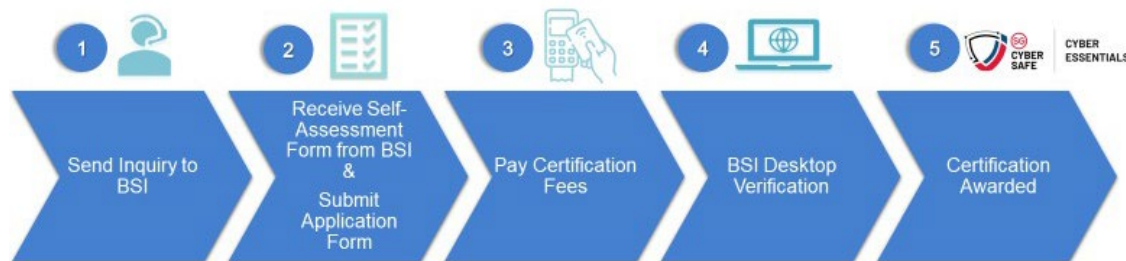 1
2
3
4
5
SG
CYBER
SAFE
CYBER
ESSENTIALS
Send Inquiry to
BSI
Receive Self-
Assessment
Form from BSI
&
Submit
Application
Form
Pay Certification
Fees
BSI Desktop
Verification
Certification
Awarded